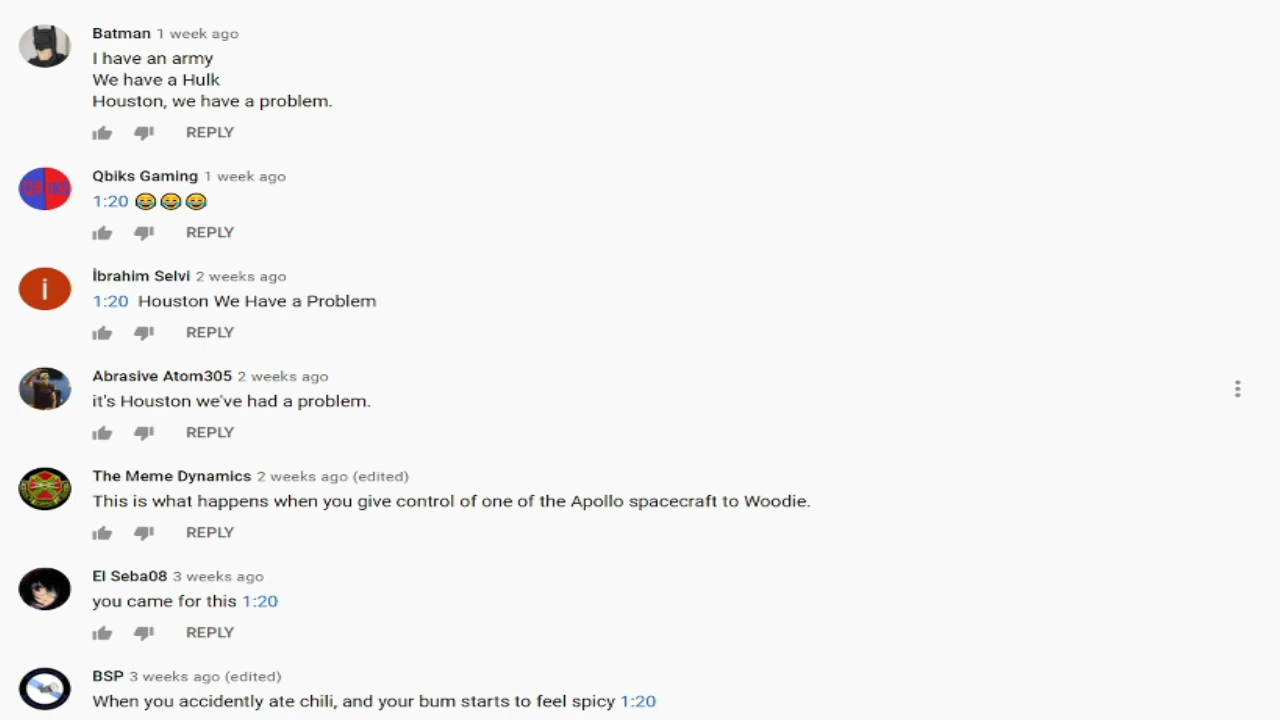 Batman 1 week ago
I have an army
We have a Hulk
Houston, we have a problem.
REPLY
Qbiks Gaming 1 week ago
1:20 😂😂😂
REPLY
i
İbrahim Selvi 2 weeks ago
1:20 Houston We Have a Problem
REPLY
Abrasive Atom305 2 weeks ago
it's Houston we've had a problem.
REPLY
The Meme Dynamics 2 weeks ago (edited)
This is what happens when you give control of one of the Apollo spacecraft to Woodie.
REPLY
El Seba08 3 weeks ago
you came for this 1:20
REPLY
BSP 3 weeks ago (edited)
When you accidently ate chili, and your bum starts to feel spicy 1:20